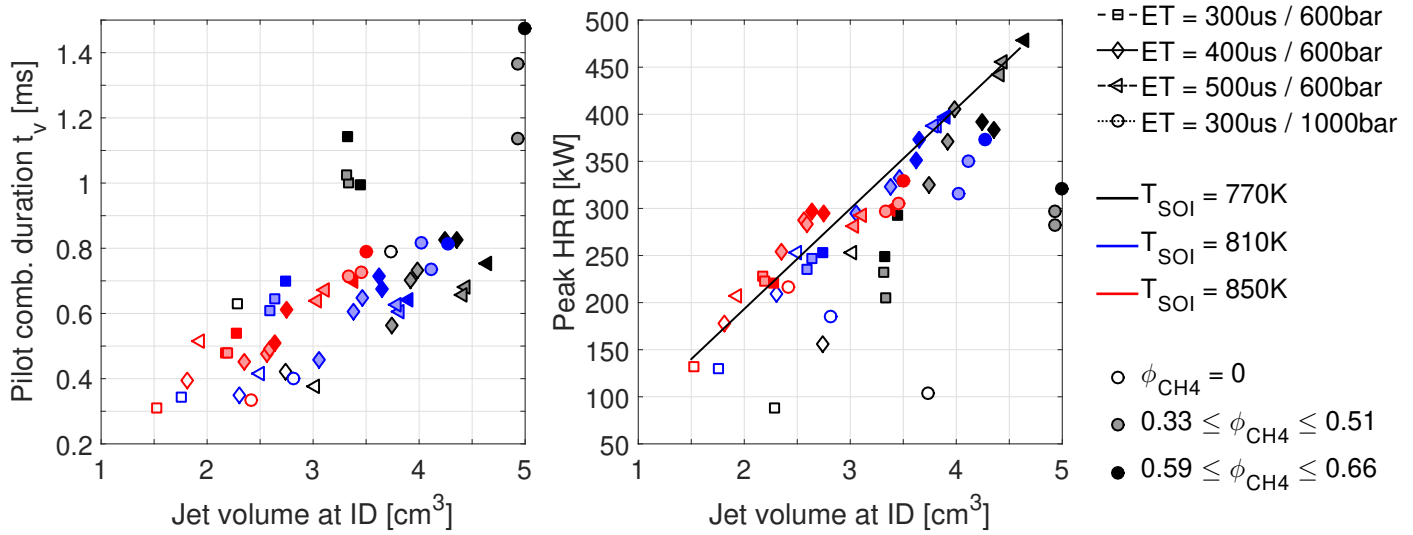 Pilot comb. duration t_v [ms]
1.4
1.2
1
0.8
0.6
0.4
0.2
1 2 3 4 5
Jet volume at ID [cm³]
Peak HRR [kW]
500
450
400
350
300
250
200
150
100
50
1 2 3 4 5
Jet volume at ID [cm³]
ET = 300us / 600bar
ET = 400us / 600bar
ET = 500us / 600bar
ET = 300us / 1000bar
T_SOI = 770K
T_SOI = 810K
T_SOI = 850K
ϕ_CH4 = 0
0.33 ≤ ϕ_CH4 ≤ 0.51
0.59 ≤ ϕ_CH4 ≤ 0.66